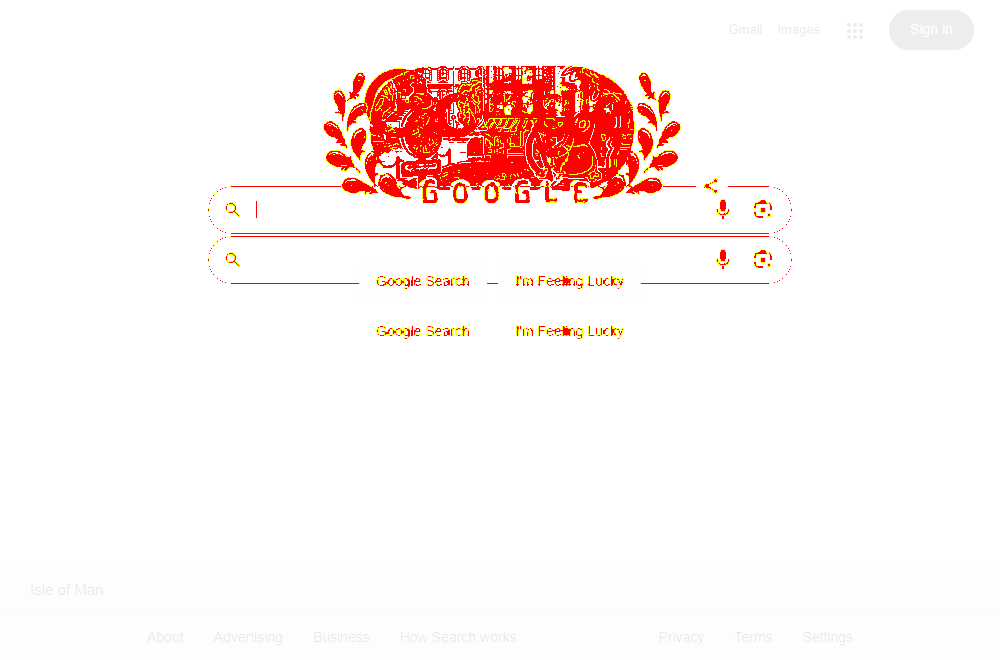 Gmail Images Sign in
GOOGLE
Google Search I'm Feeling Lucky
Google Search I'm Feeling Lucky
Isle of Man
About Advertising Business How Search works Privacy Terms Settings